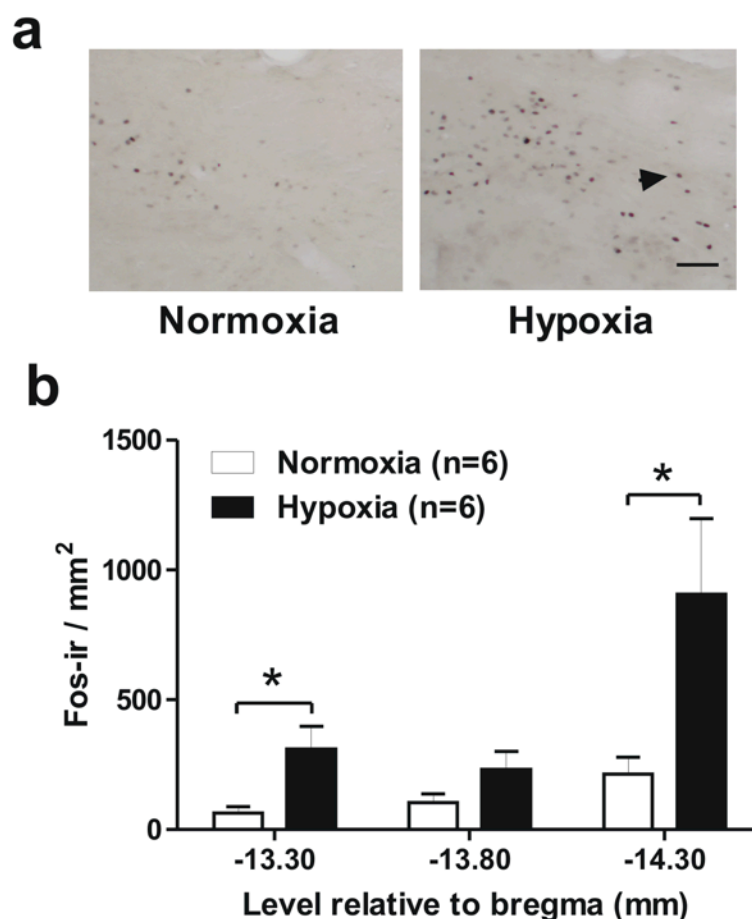 a
Normoxia
Hypoxia
b
1500
1000
500
0
Fos-ir / mm²
Normoxia (n=6)
Hypoxia (n=6)
*
*
-13.30
-13.80
-14.30
Level relative to bregma (mm)